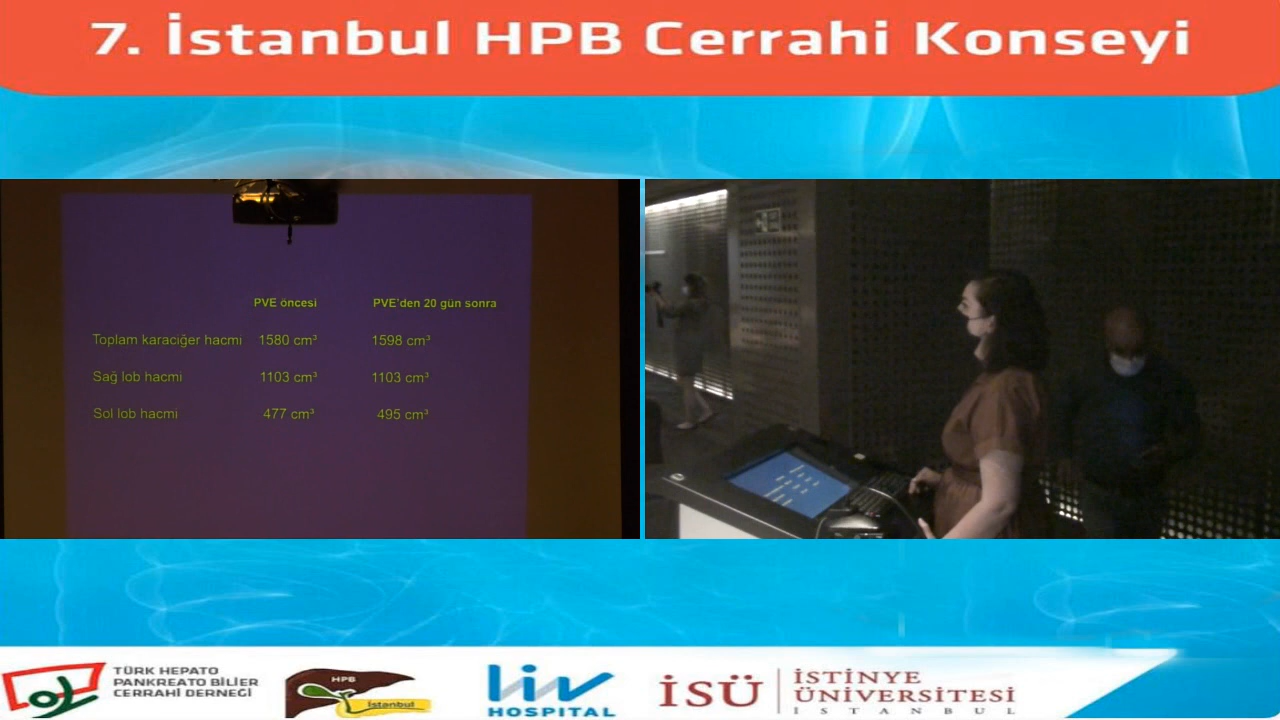 7. İstanbul HPB Cerrahi Konseyi
PVE öncesi PVE'den 20 gün sonra
Toplam karaciğer hacmi 1580 cm³ 1598 cm³
Sağ lob hacmi 1103 cm³ 1103 cm³
Sol lob hacmi 477 cm³ 495 cm³
TÜRK HEPATO
PANKREATO BİLİER
CERRAHİ DERNEĞİ
HPB
İstanbul
liv
HOSPITAL
İSÜ
İSTİNYE
ÜNİVERSİTESİ
İSTANBUL